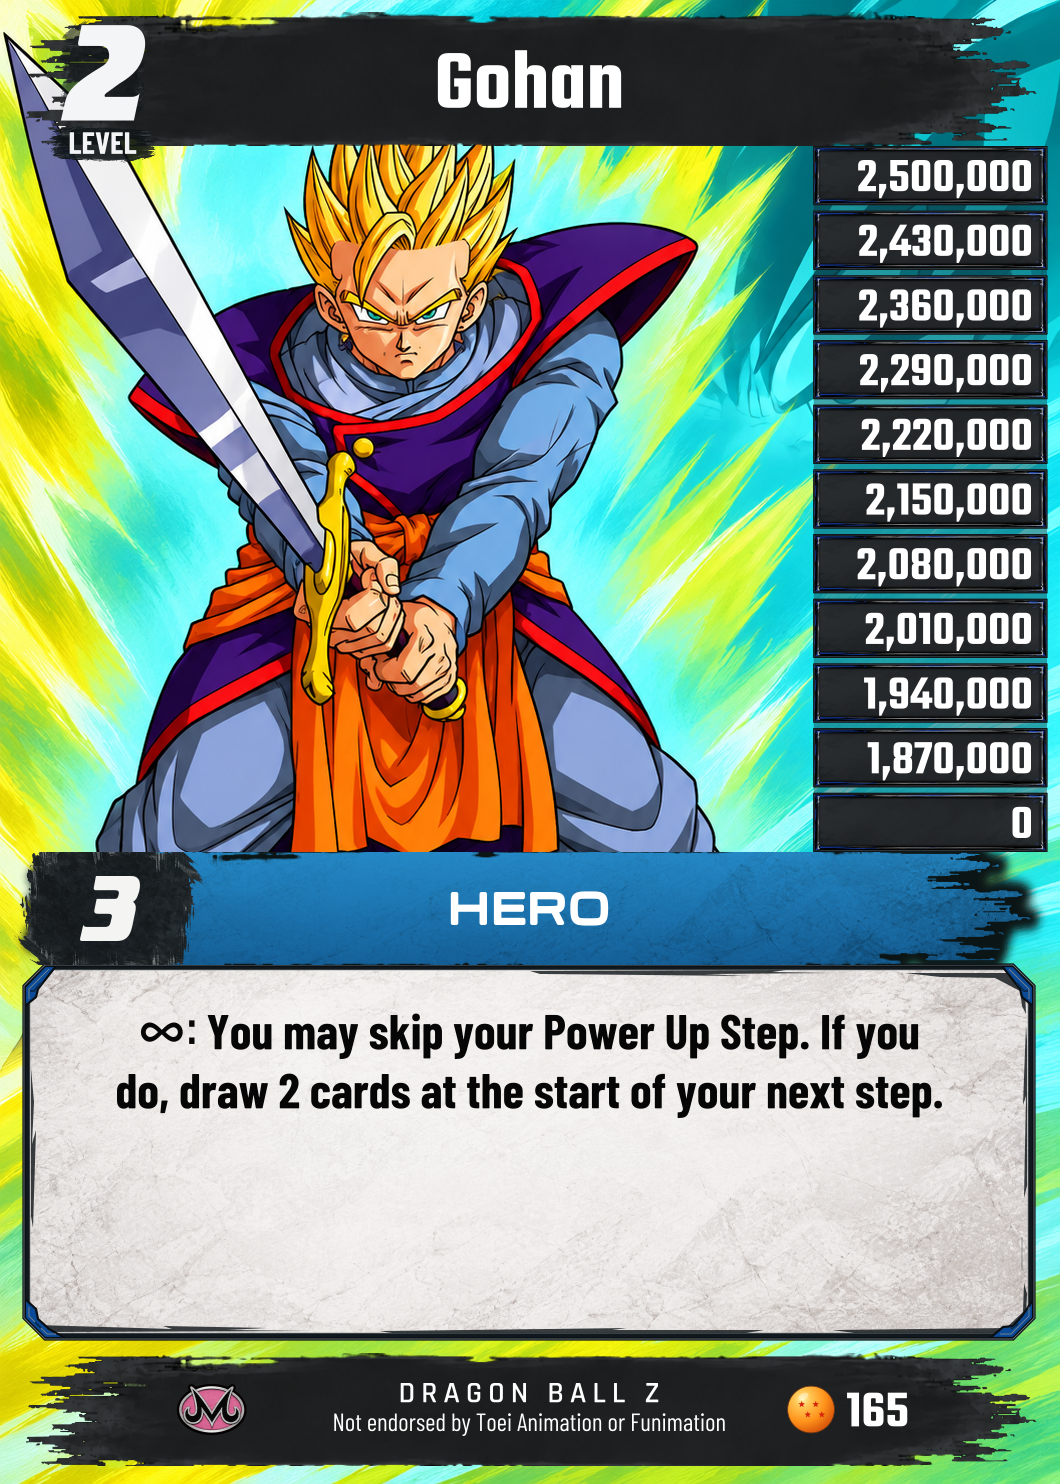 2
LEVEL
Gohan
2,500,000
2,430,000
2,360,000
2,290,000
2,220,000
2,150,000
2,080,000
2,010,000
1,940,000
1,870,000
0
3
HERO
∞: You may skip your Power Up Step. If you
do, draw 2 cards at the start of your next step.
M
DRAGON BALL Z
Not endorsed by Toei Animation or Funimation
165